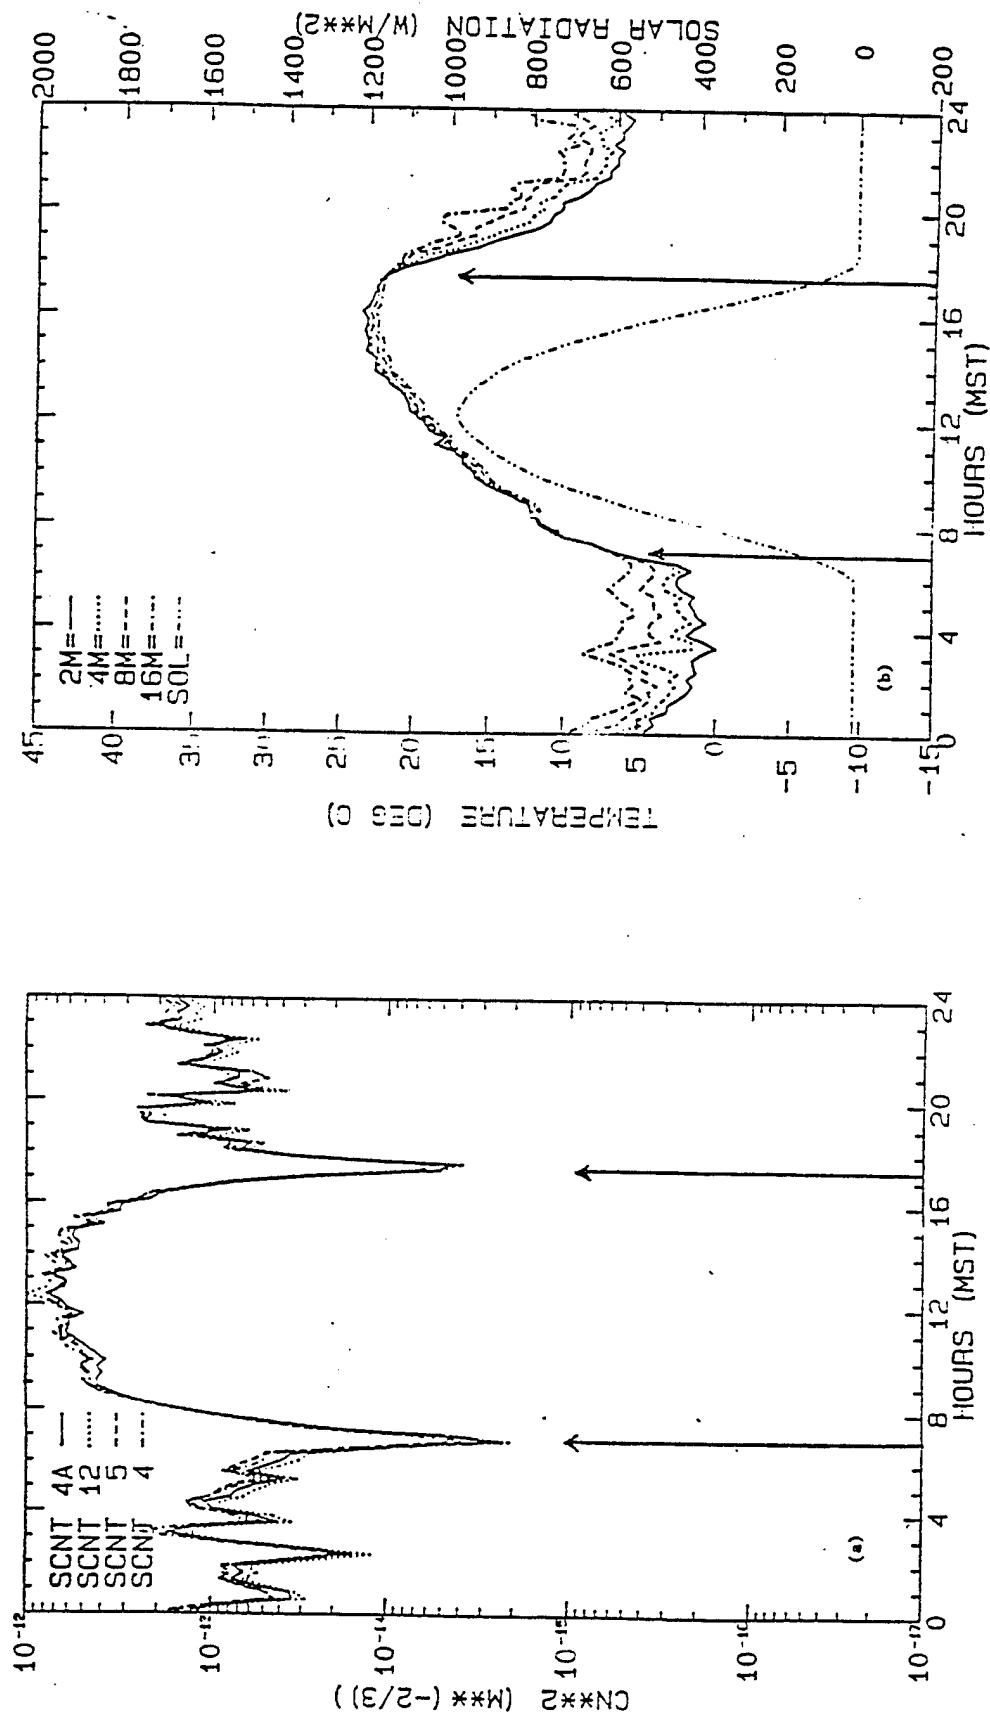 10⁻¹²
10⁻¹³
10⁻¹⁴
10⁻¹⁵
10⁻¹⁶
10⁻¹⁷
CN**2 (M**(-2/3))
SCNT 4A
SCNT 12
SCNT 5
SCNT 4
(a)
0 4 8 12 16 20 24
HOURS (MST)
45
40
35
30
25
20
15
10
5
0
-5
-10
-15
TEMPERATURE (DEG C)
2M=
4M=
8M=
16M=
SOL=
(b)
0 4 8 12 16 20 24
HOURS (MST)
2000
1800
1600
1400
1200
1000
800
600
400
200
0
-200
SOLAR RADIATION
(W/M**2)